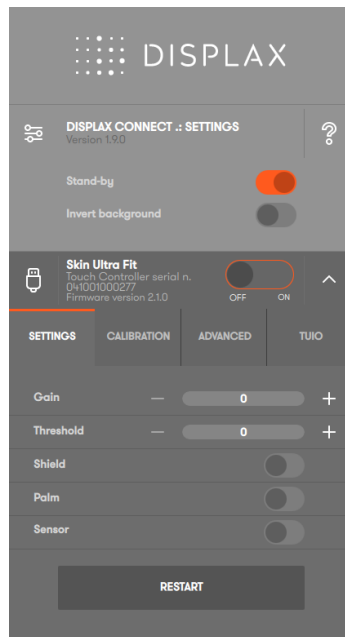 DISPLAX
DISPLAX CONNECT .: SETTINGS
Version 1.9.0
Stand-by
Invert background
Skin Ultra Fit
Touch Controller serial n.
041001000277
Firmware version 2.1.0
OFF ON
SETTINGS CALIBRATION ADVANCED TUIO
Gain — 0 +
Threshold — 0 +
Shield
Palm
Sensor
RESTART